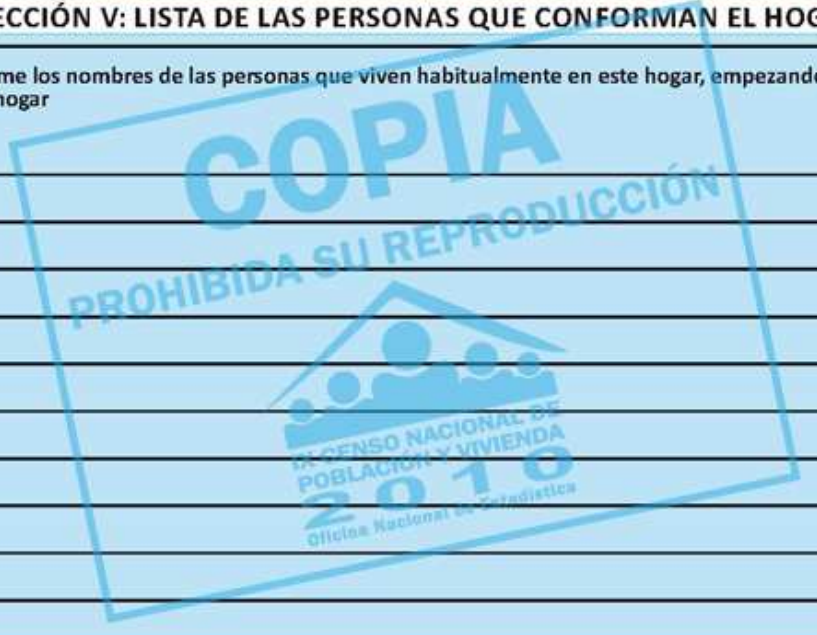 ECCIÓN V: LISTA DE LAS PERSONAS QUE CONFORMAN EL HOG
me los nombres de las personas que viven habitualmente en este hogar, empezand
hogar
COPIA
PROHIBIDA SU REPRODUCCIÓN
IX CENSO NACIONAL DE
POBLACIÓN Y VIVIENDA
2010
Oficina Nacional de Estadística